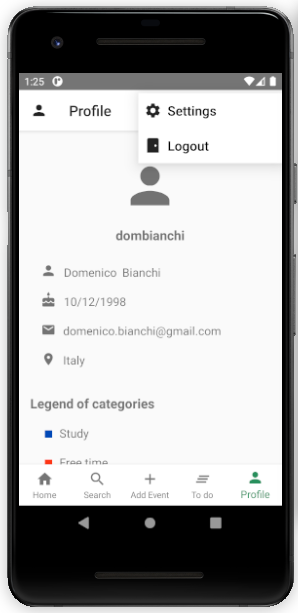 1:25
Profile
Settings
Logout
dombianchi
Domenico Bianchi
10/12/1998
domenico.bianchi@gmail.com
Italy
Legend of categories
Study
Free time
Home Search Add Event To do Profile